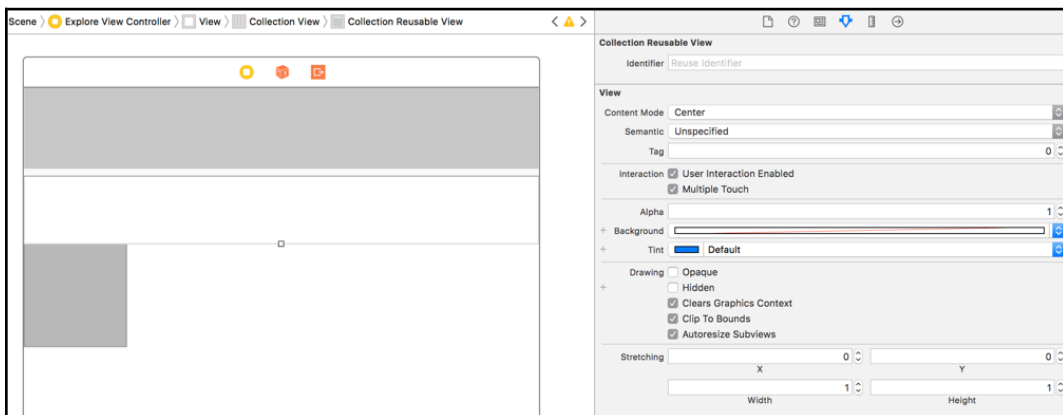 Scene 〉 Explore View Controller 〉 View 〉 Collection View 〉 Collection Reusable View
Collection Reusable View
Identifier Reuse Identifier
View
Content Mode Center
Semantic Unspecified
Tag 0
Interaction User Interaction Enabled
Multiple Touch
Alpha 1
+ Background
+ Tint Default
Drawing Opaque
+ Hidden
Clears Graphics Context
Clip To Bounds
Autoresize Subviews
Stretching 0 0
X Y
1 1
Width Height